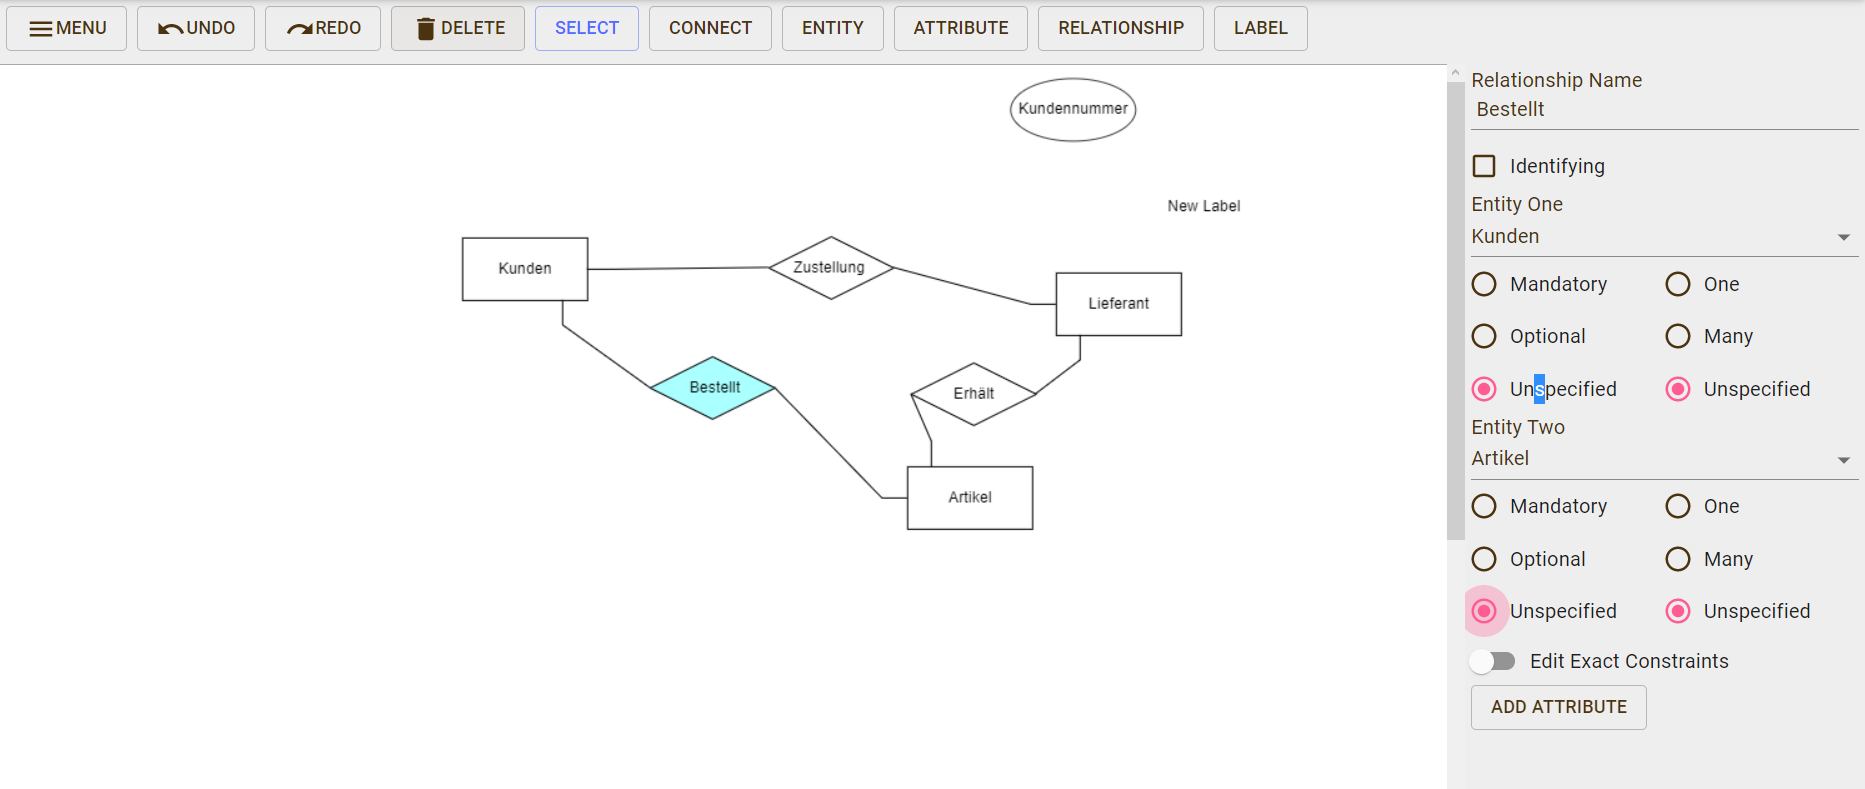 MENU
UNDO
REDO
DELETE
SELECT
CONNECT
ENTITY
ATTRIBUTE
RELATIONSHIP
LABEL
Kundennummer
New Label
Kunden
Zustellung
Lieferant
Bestellt
Erhält
Artikel
Relationship Name
Bestellt
Identifying
Entity One
Kunden
Mandatory One
Optional Many
Unspecified Unspecified
Entity Two
Artikel
Mandatory One
Optional Many
Unspecified Unspecified
Edit Exact Constraints
ADD ATTRIBUTE